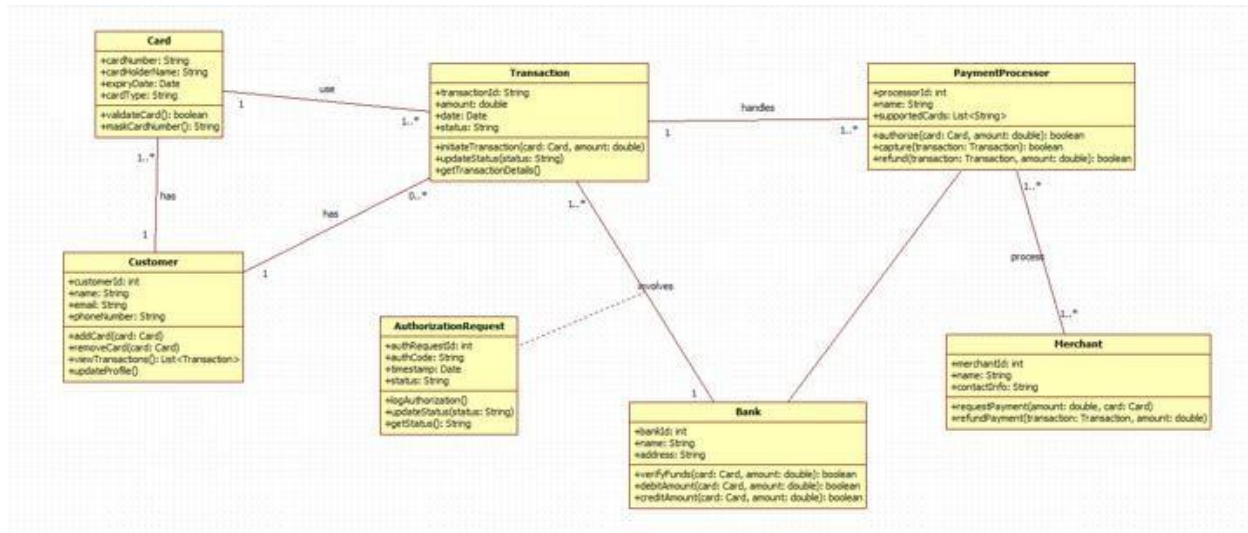 Card
+cardNumber: String
+cardHolderName: String
+expiryDate: Date
+cardType: String
+validateCard(): boolean
+maskCardNumber(): String
use
1
1..*
Transaction
+transactionId: String
+amount: double
+date: Date
+status: String
+initiateTransaction(card: Card, amount: double)
+updateStatus(status: String)
+getTransactionDetails()
handles
1
1..*
PaymentProcessor
+processorId: int
+name: String
+supportedCards: List<String>
+authorize(card: Card, amount: double): boolean
+capture(transaction: Transaction): boolean
+refund(transaction: Transaction, amount: double): boolean
1..*
has
1
0..*
has
1
1..*
1..*
process
1..*
Customer
+customerId: int
+name: String
+email: String
+phoneNumber: String
+addCard(card: Card)
+removeCard(card: Card)
+viewTransactions(): List<Transaction>
+updateProfile()
involves
1
AuthorizationRequest
+authRequestId: int
+authCode: String
+timestamp: Date
+status: String
+logAuthorization()
+updateStatus(status: String)
+getStatus(): String
Merchant
+merchantId: int
+name: String
+contactInfo: String
+requestPayment(amount: double, card: Card)
+refundPayment(transaction: Transaction, amount: double)
Bank
+bankId: int
+name: String
+address: String
+verifyFunds(card: Card, amount: double): boolean
+debitAmount(card: Card, amount: double): boolean
+creditAmount(card: Card, amount: double): boolean